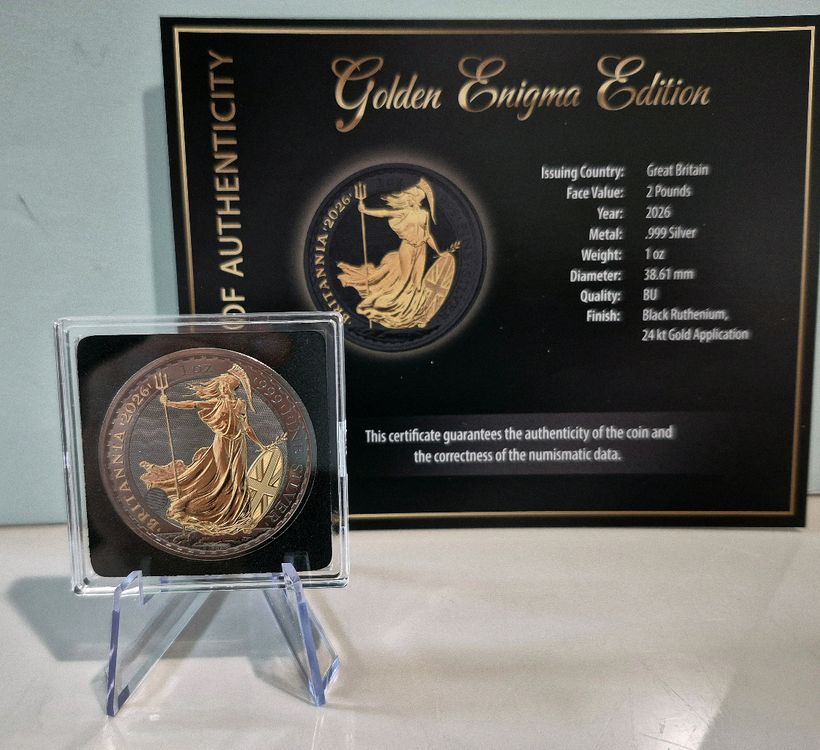 OF AUTHENTICITY
Golden Enigma Edition
Issuing Country: Great Britain
Face Value: 2 Pounds
Year: 2026
Metal: .999 Silver
Weight: 1 oz
Diameter: 38.61 mm
Quality: BU
Finish: Black Ruthenium,
24 kt Gold Application
BRITANNIA · 2026
This certificate guarantees the authenticity of the coin and
the correctness of the numismatic data.
BRITANNIA · 2026
1 OZ
999 FINE SILVER